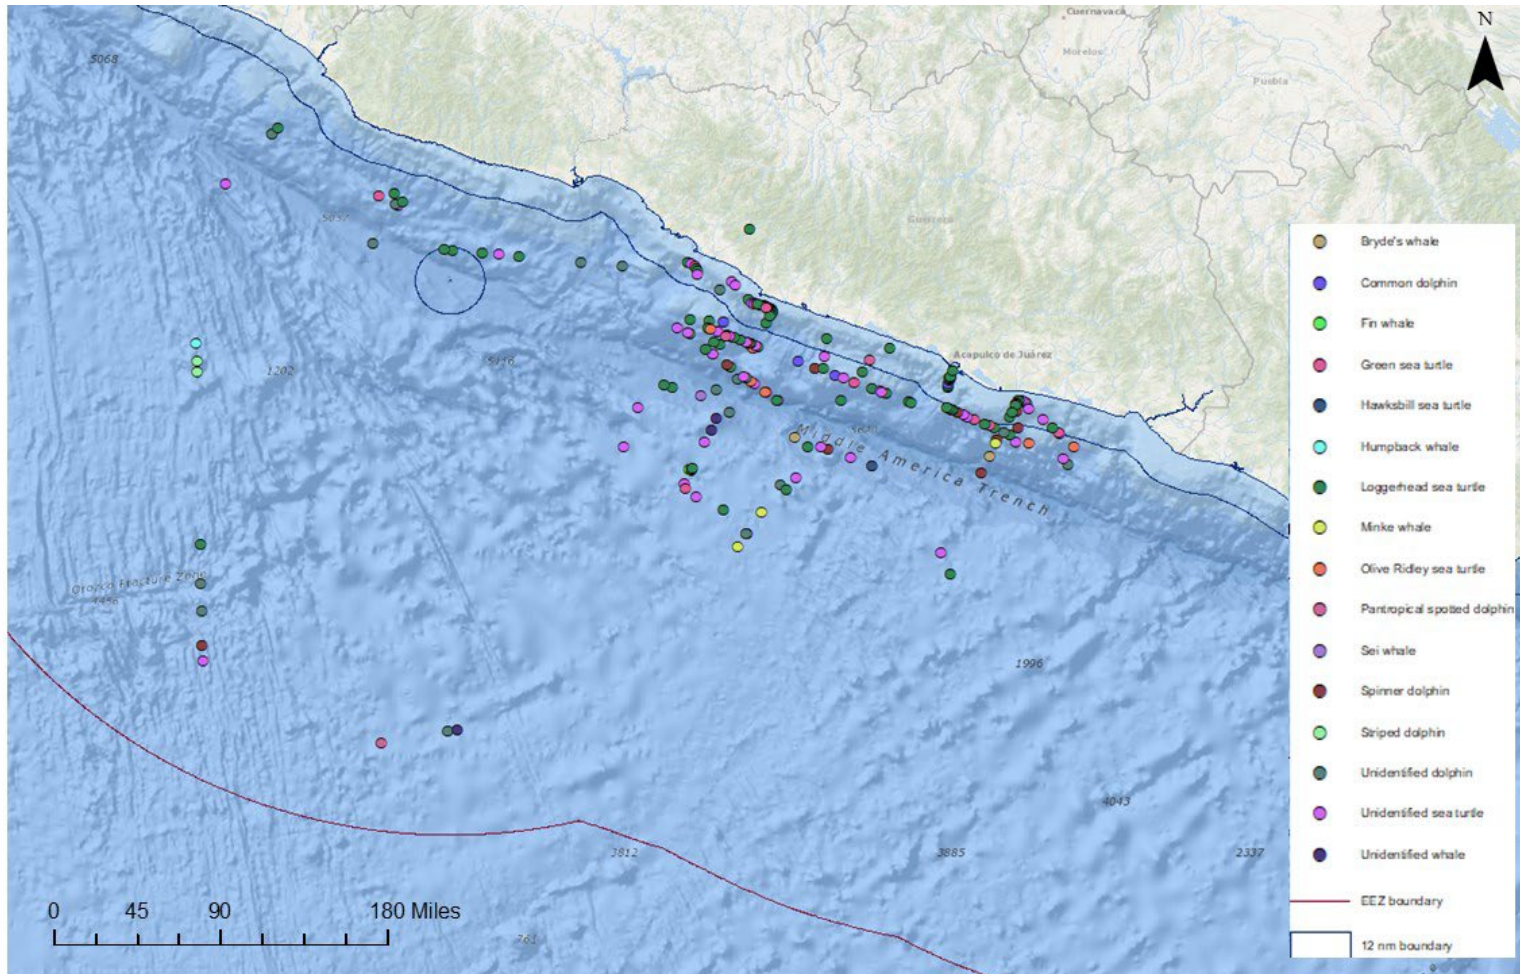 Cuernavaca
N
Morelos
5068
Puebla
5037
Guerrero
Bryde's whale
Common dolphin
Fin whale
1202
5116
Acapulco de Juárez
Green sea turtle
Hawksbill sea turtle
Middle America Trench
Humpback whale
Loggerhead sea turtle
Minke whale
Orozco Fracture Zone
Olive Ridley sea turtle
Pantropical spotted dolphin
1996
Sei whale
Spinner dolphin
Striped dolphin
Unidentified dolphin
4043
Unidentified sea turtle
3812
3885
2337
Unidentified whale
0 45 90 180 Miles
EEZ boundary
761
12 nm boundary